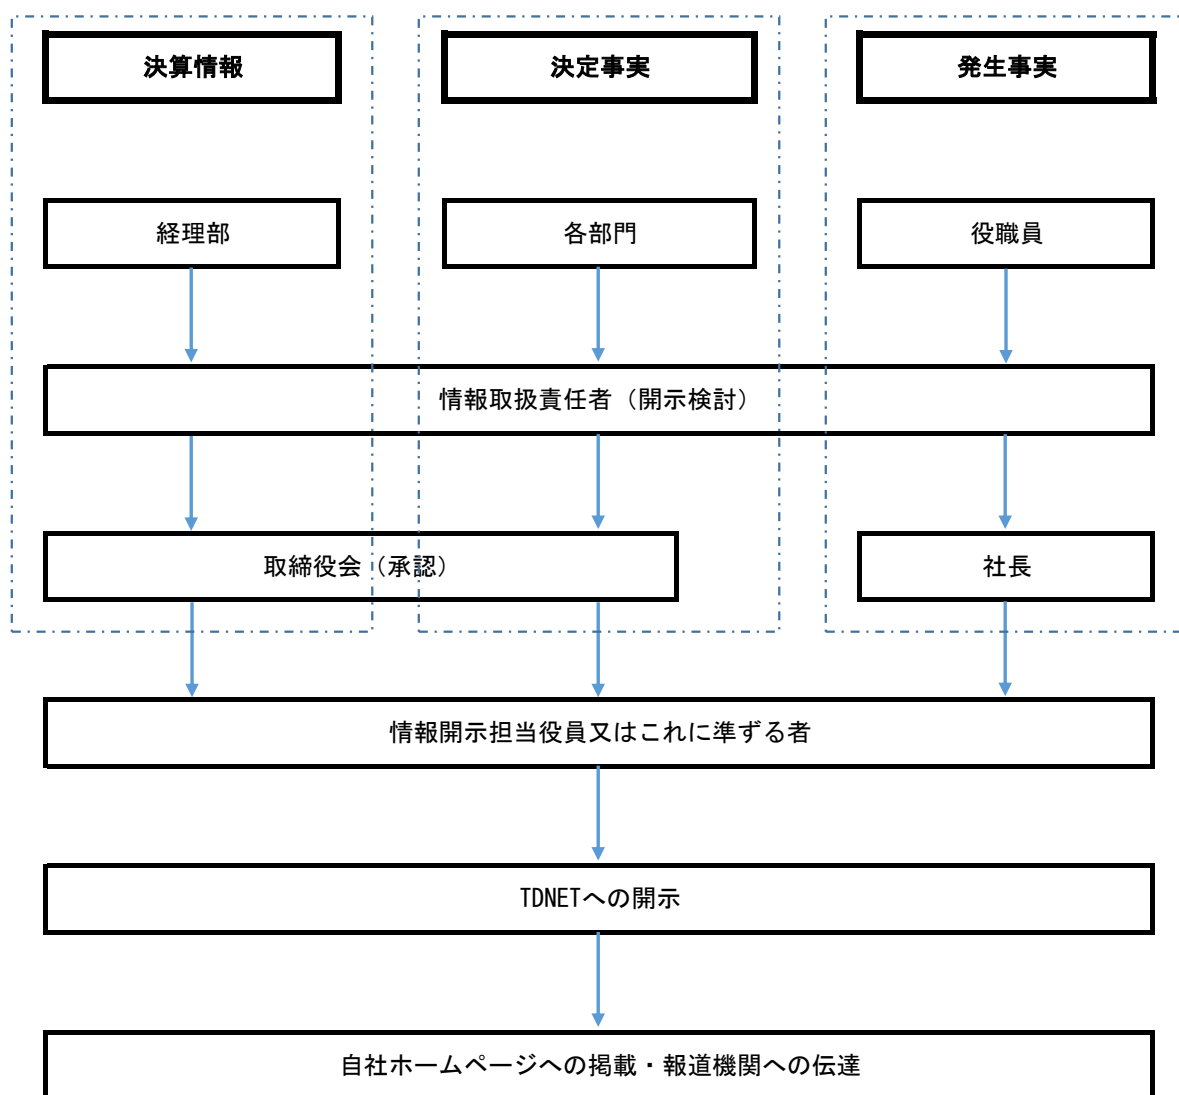 決算情報
決定事実
発生事実
経理部
各部門
役職員
情報取扱責任者（開示検討）
取締役会（承認）
社長
情報開示担当役員又はこれに準ずる者
TDNETへの開示
自社ホームページへの掲載・報道機関への伝達